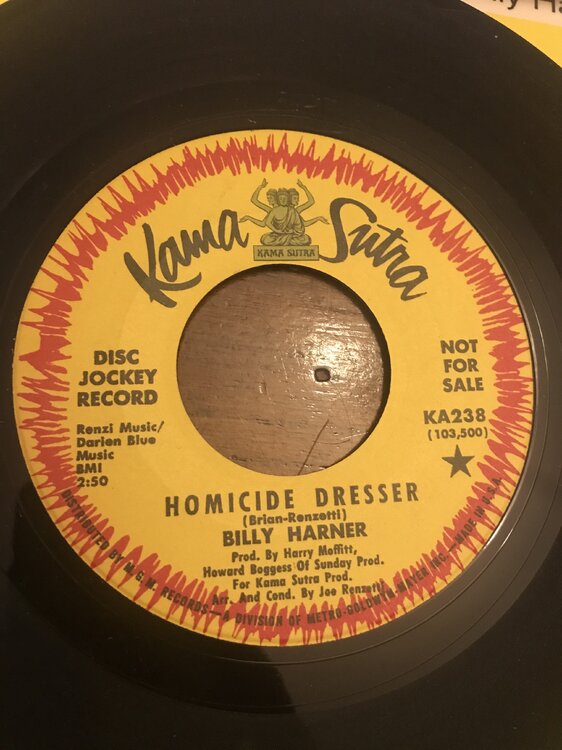 Kama Sutra
KAMA SUTRA
DISC
JOCKEY
RECORD
NOT
FOR
SALE
Renzi Music/
Darien Blue
Music
BMI
2:50
KA238
(103,500)
HOMICIDE DRESSER
(Brian-Renzetti)
BILLY HARNER
Prod. By Harry Moffitt,
Howard Boggess Of Sunday Prod.
For Kama Sutra Prod.
Arr. And Cond. By Joe Renzetti
DISTRIBUTED BY M.G.M. RECORDS—A DIVISION OF METRO-GOLDWYN-MAYER INC.—MADE IN U.S.A.